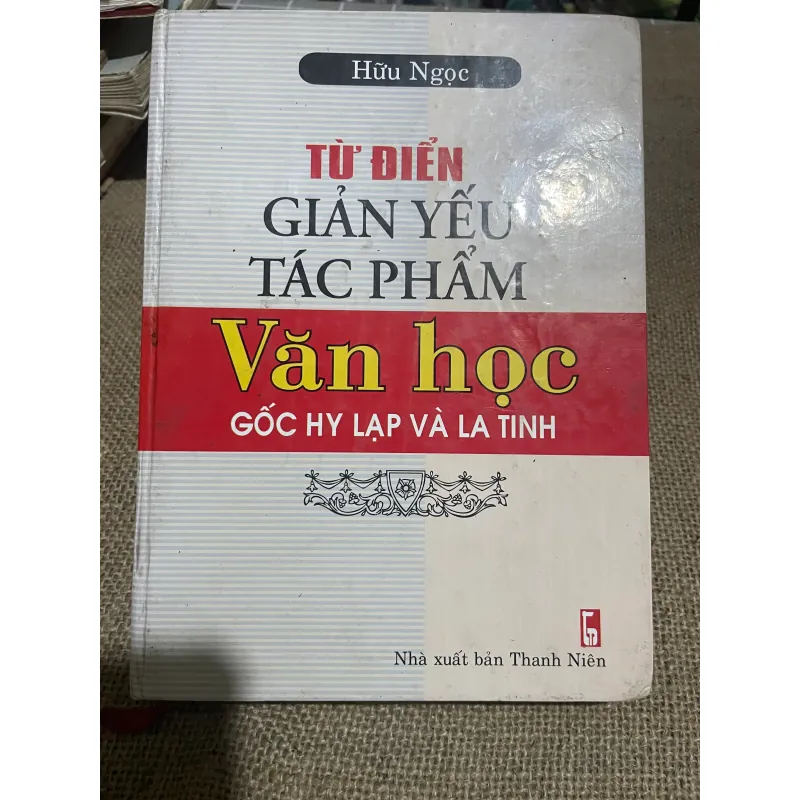 Hữu Ngọc
TỪ ĐIỂN
GIẢN YẾU
TÁC PHẨM
Văn học
GỐC HY LẠP VÀ LA TINH
Nhà xuất bản Thanh Niên